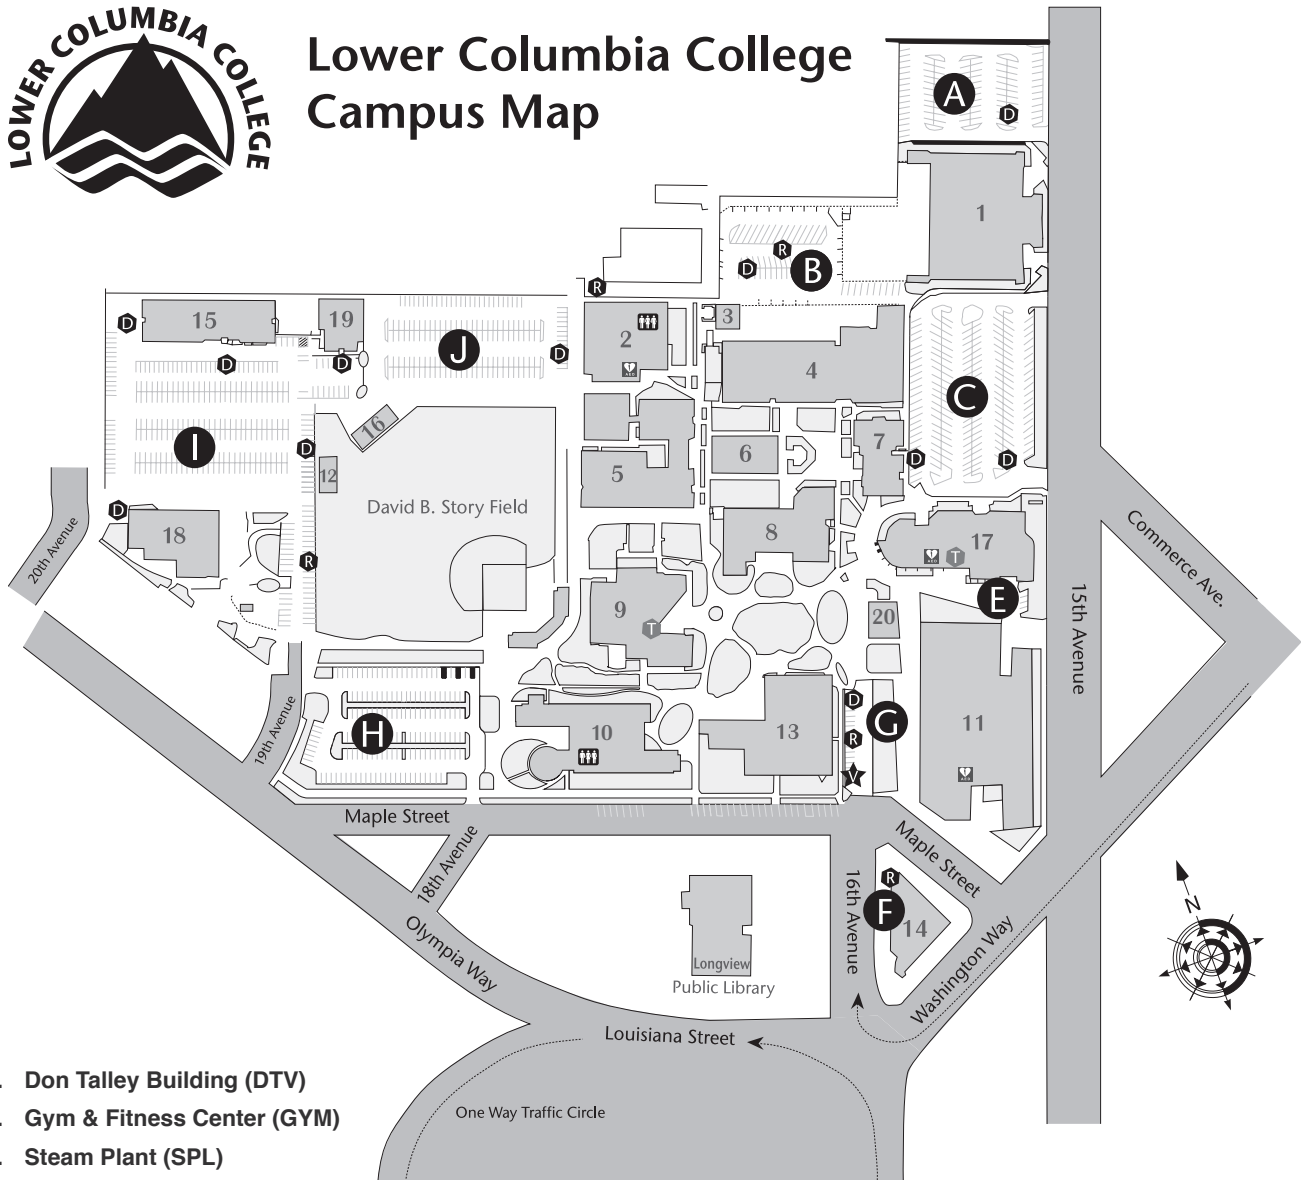 LOWER COLUMBIA COLLEGE
Lower Columbia College
Campus Map
A
D
1
R
D
B
R
15
D
19
D
D
J
D
2
AED
3
4
C
I
D
16
12
David B. Story Field
5
6
7
D
D
D
18
R
8
17
AED
T
E
20th Avenue
Commerce Ave.
15th Avenue
9
T
20
19th Avenue
H
10
13
D
G
R
V
11
AED
Maple Street
18th Avenue
Maple Street
16th Avenue
R
F
14
Olympia Way
Longview
Public Library
Washington Way
N
Louisiana Street
One Way Traffic Circle
. Don Talley Building (DTV)
. Gym & Fitness Center (GYM)
. Steam Plant (SPL)